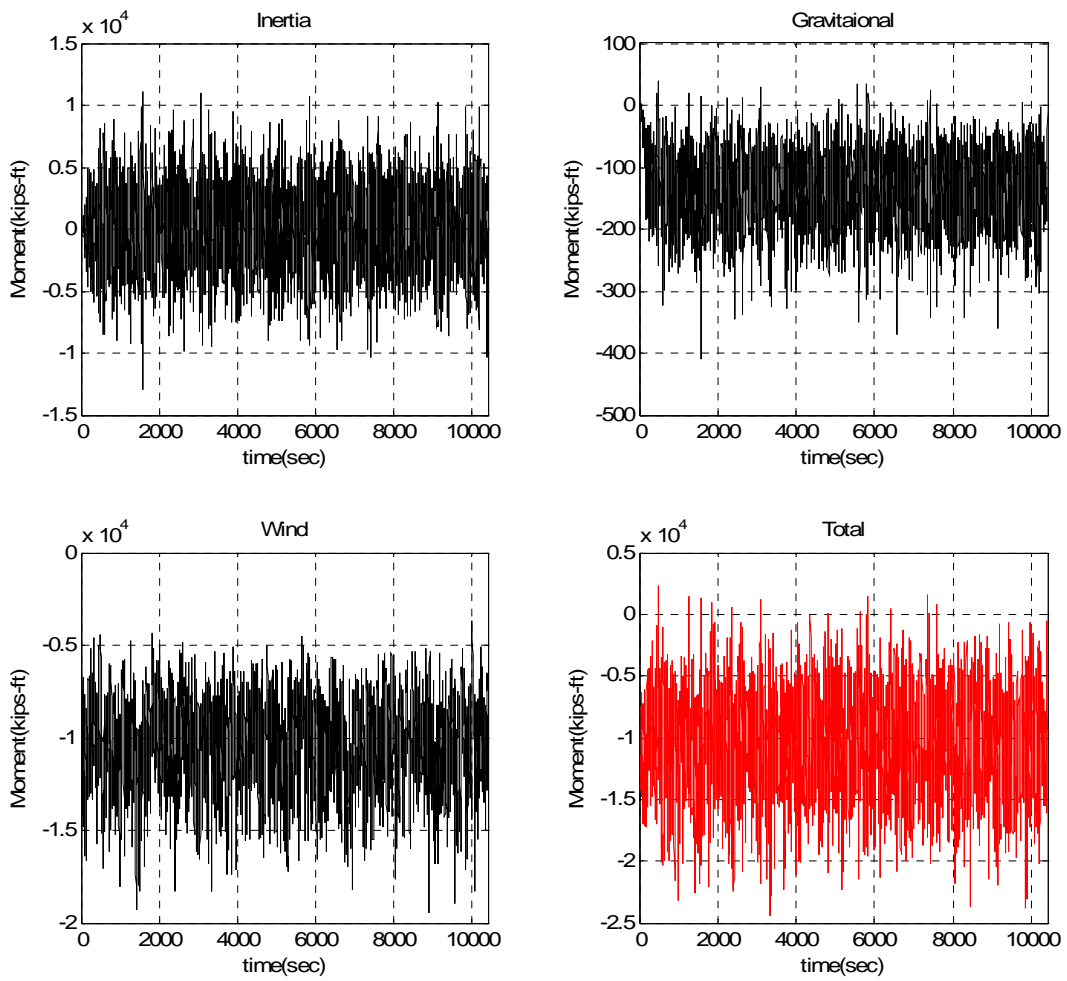 x 10^4
Inertia
Moment(kips-ft)
1.5
1
0.5
0
-0.5
-1
-1.5
0 2000 4000 6000 8000 10000
time(sec)
Gravitaional
Moment(kips-ft)
100
0
-100
-200
-300
-400
-500
0 2000 4000 6000 8000 10000
time(sec)
x 10^4
Wind
Moment(kips-ft)
0
-0.5
-1
-1.5
-2
0 2000 4000 6000 8000 10000
time(sec)
x 10^4
Total
Moment(kips-ft)
0.5
0
-0.5
-1
-1.5
-2
-2.5
0 2000 4000 6000 8000 10000
time(sec)